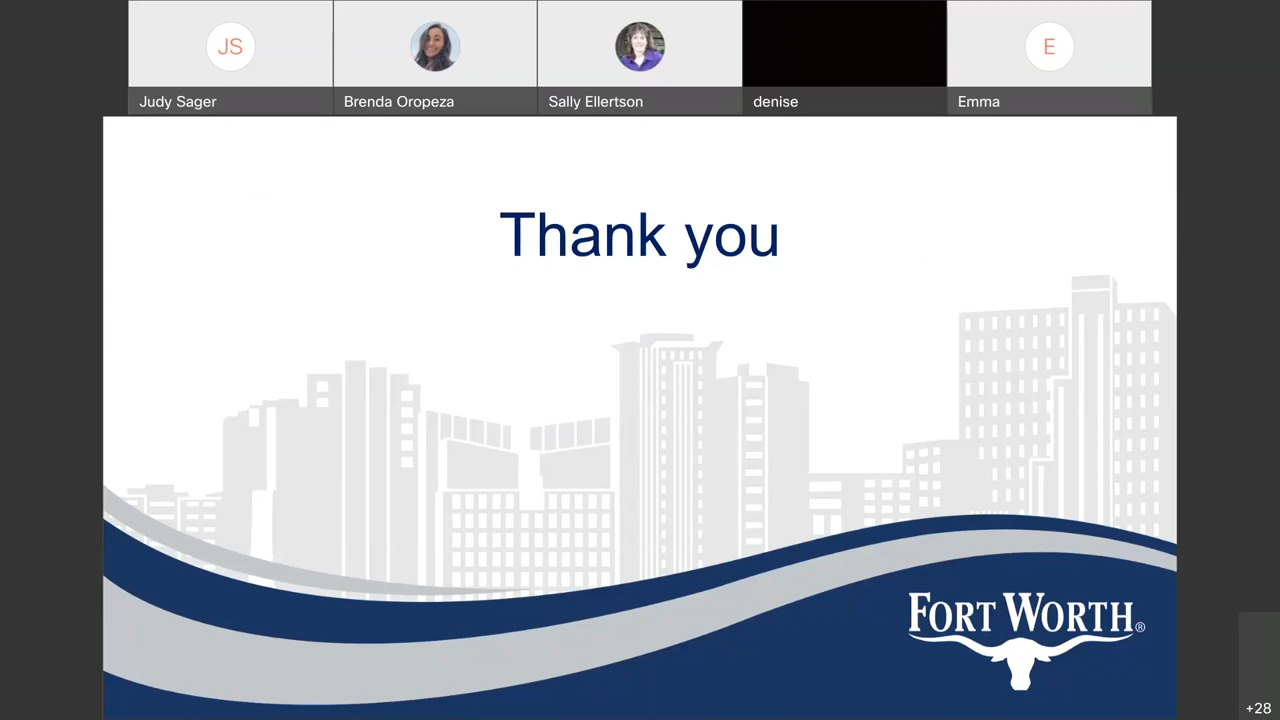 JS
E
Judy Sager
Brenda Oropeza
Sally Ellertson
denise
Emma
Thank you
FORT WORTH®
+28